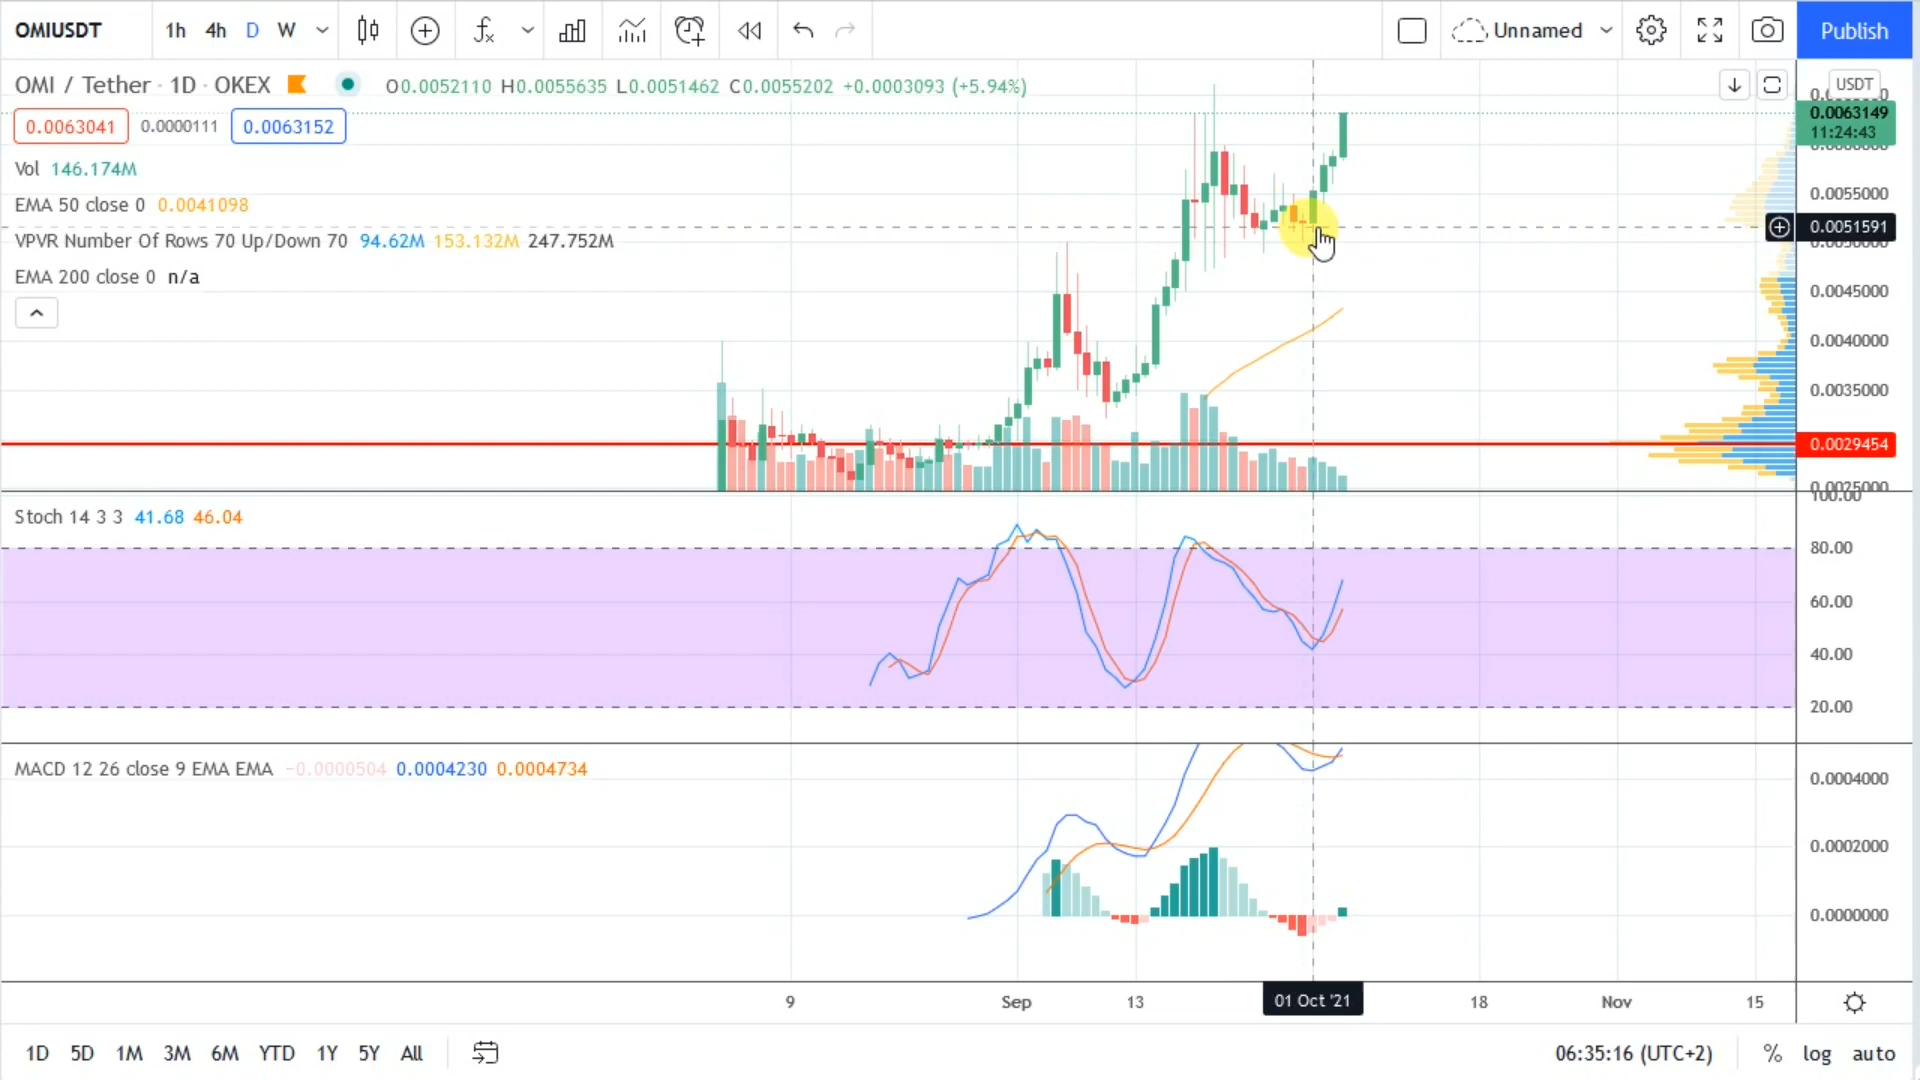 OMIUSDT 1h 4h D W Unnamed Publish
OMI / Tether · 1D · OKEX O0.0052110 H0.0055635 L0.0051462 C0.0055202 +0.0003093 (+5.94%) USDT
0.0063041 0.0000111 0.0063152
0.0063149
11:24:43
Vol 146.174M
0.0055000
EMA 50 close 0 0.0041098
0.0051591
VPVR Number Of Rows 70 Up/Down 70 94.62M 153.132M 247.752M
0.0050000
EMA 200 close 0 n/a
0.0045000
0.0040000
0.0035000
0.0029454
0.0025000
100.00
Stoch 14 3 3 41.68 46.04
80.00
60.00
40.00
20.00
MACD 12 26 close 9 EMA EMA −0.0000504 0.0004230 0.0004734
0.0004000
0.0002000
0.0000000
9 Sep 13 01 Oct '21 18 Nov 15
1D 5D 1M 3M 6M YTD 1Y 5Y All 06:35:16 (UTC+2) % log auto